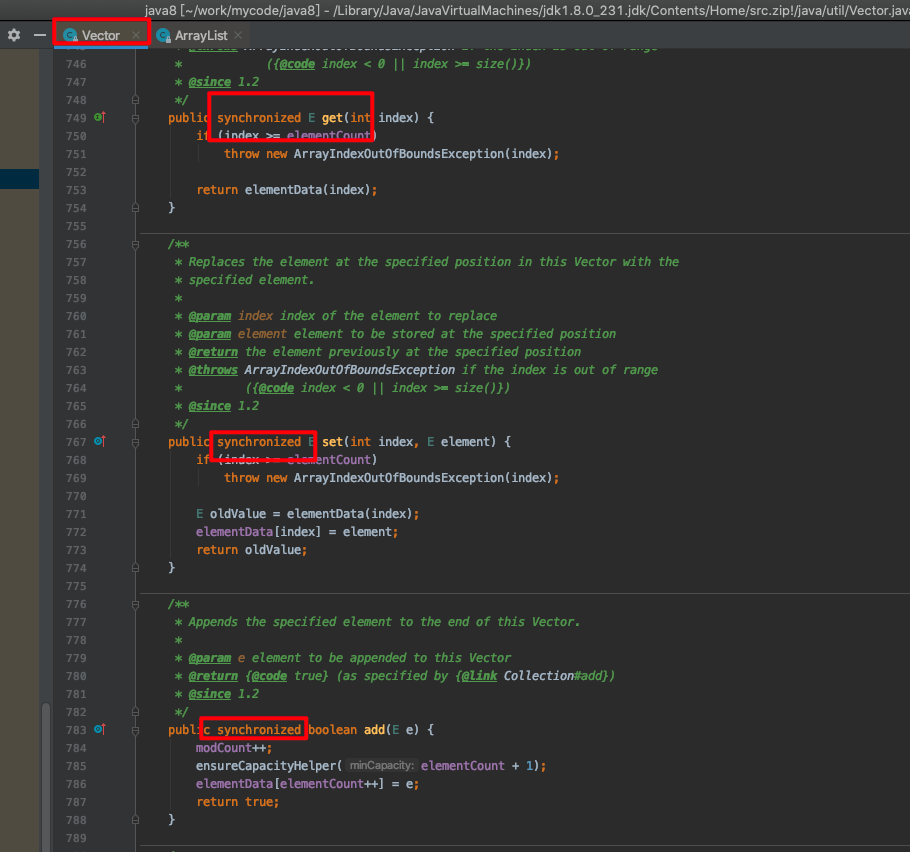 java8 [~/work/mycode/java8] - /Library/Java/JavaVirtualMachines/jdk1.8.0_231.jdk/Contents/Home/src.zip!/java/util/Vector.java
Vector × ArrayList ×
746 * ({@code index < 0 || index >= size()})
747 * @since 1.2
748 */
749 public synchronized E get(int index) {
750 if (index >= elementCount)
751 throw new ArrayIndexOutOfBoundsException(index);
752
753 return elementData(index);
754 }
755
756 /**
757 * Replaces the element at the specified position in this Vector with the
758 * specified element.
759 *
760 * @param index index of the element to replace
761 * @param element element to be stored at the specified position
762 * @return the element previously at the specified position
763 * @throws ArrayIndexOutOfBoundsException if the index is out of range
764 * ({@code index < 0 || index >= size()})
765 * @since 1.2
766 */
767 public synchronized E set(int index, E element) {
768 if (index >= elementCount)
769 throw new ArrayIndexOutOfBoundsException(index);
770
771 E oldValue = elementData(index);
772 elementData[index] = element;
773 return oldValue;
774 }
775
776 /**
777 * Appends the specified element to the end of this Vector.
778 *
779 * @param e element to be appended to this Vector
780 * @return {@code true} (as specified by {@link Collection#add})
781 * @since 1.2
782 */
783 public synchronized boolean add(E e) {
784 modCount++;
785 ensureCapacityHelper( minCapacity: elementCount + 1);
786 elementData[elementCount++] = e;
787 return true;
788 }
789